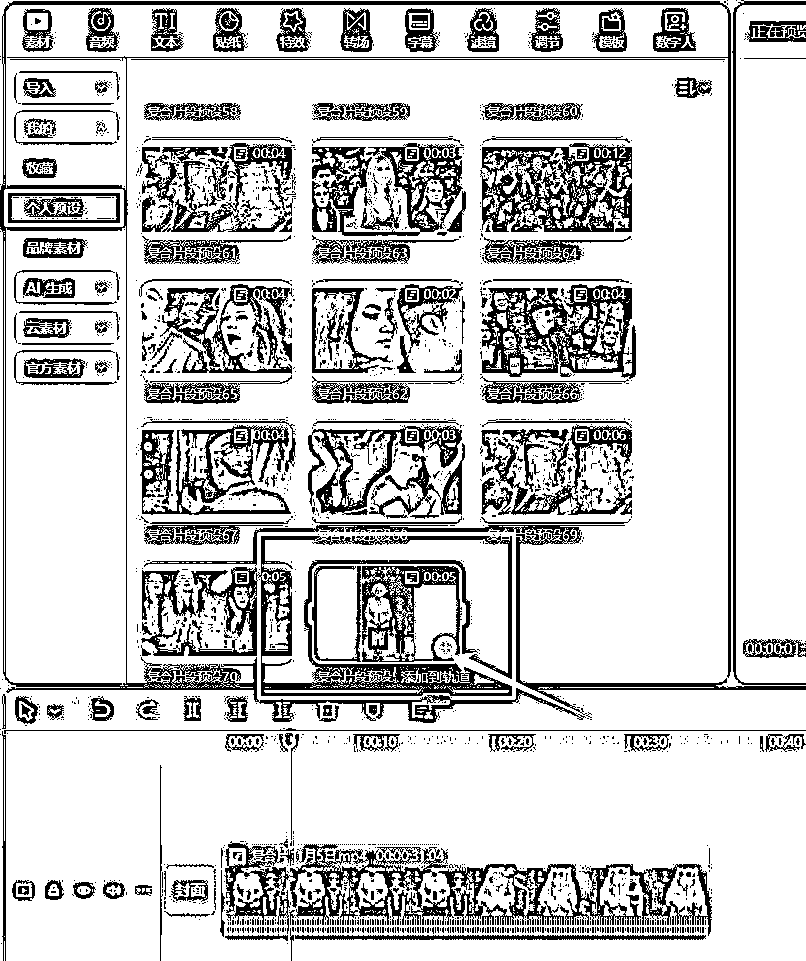 素材 音频 文本 贴纸 特效 转场 字幕 滤镜 调节 模板 数字人
正在预览
导入
我的
收藏
个人预设
品牌素材
AI 生成
云素材
官方素材
复合片段预设58 复合片段预设59 复合片段预设60
00:04 00:03 00:12
复合片段预设61 复合片段预设63 复合片段预设64
00:04 00:02 00:04
复合片段预设65 复合片段预设62 复合片段预设66
00:04 00:03 00:06
复合片段预设67 复合片段预设68 复合片段预设69
00:05 00:05
复合片段预设70 复合片段预设 添加到轨道
00:00:01
00:00 00:10 00:20 00:30 00:40
复合片 月5日.mp4 00:00:31:04
封面